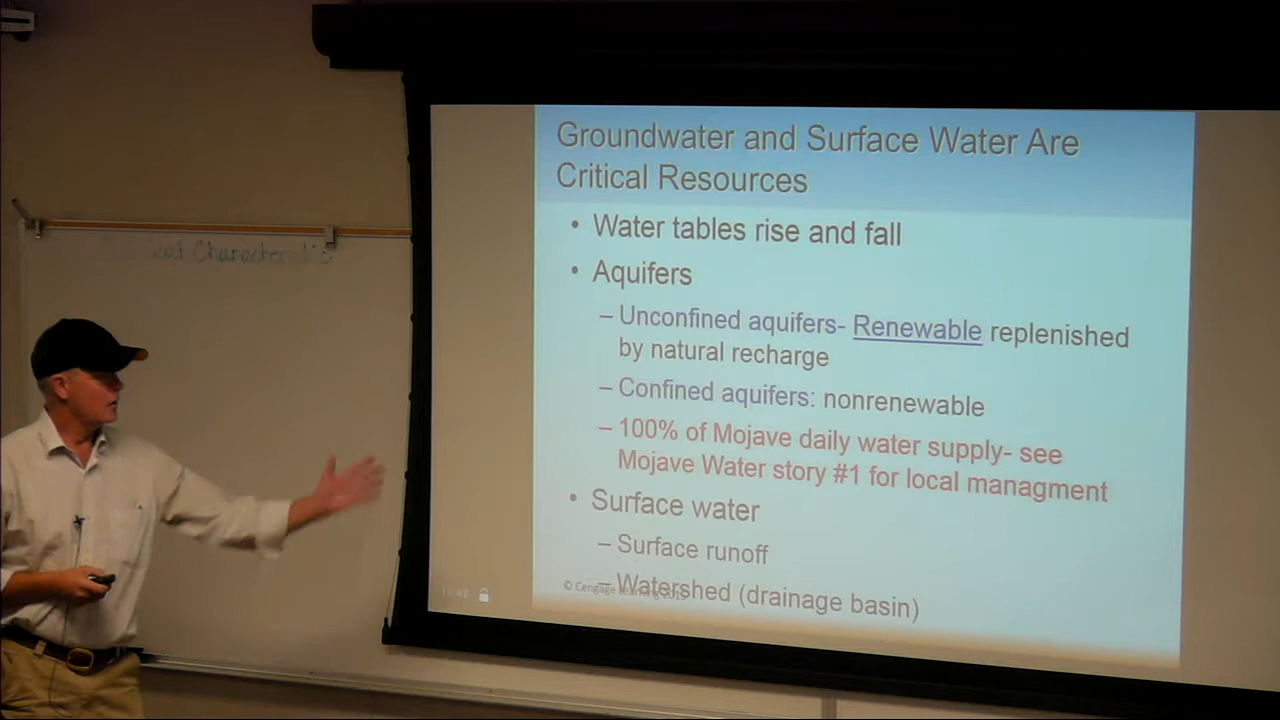 Groundwater and Surface Water Are
Critical Resources
• Water tables rise and fall
• Aquifers
– Unconfined aquifers- Renewable replenished
by natural recharge
– Confined aquifers: nonrenewable
– 100% of Mojave daily water supply- see
Mojave Water story #1 for local managment
• Surface water
– Surface runoff
– Watershed (drainage basin)
© Cengage Learning 2015